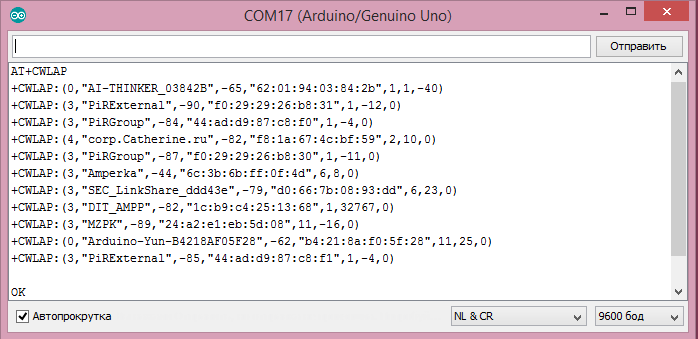 COM17 (Arduino/Genuino Uno)
Отправить
AT+CWLAP
+CWLAP:(0,"AI-THINKER_03842B",-65,"62:01:94:03:84:2b",1,1,-40)
+CWLAP:(3,"PiRExternal",-90,"f0:29:29:26:b8:31",1,-12,0)
+CWLAP:(3,"PiRGroup",-84,"44:ad:d9:87:c8:f0",1,-4,0)
+CWLAP:(4,"corp.Catherine.ru",-82,"f8:1a:67:4c:bf:59",2,10,0)
+CWLAP:(3,"PiRGroup",-87,"f0:29:29:26:b8:30",1,-11,0)
+CWLAP:(3,"Amperka",-44,"6c:3b:6b:ff:0f:4d",6,8,0)
+CWLAP:(3,"SEC_LinkShare_ddd43e",-79,"d0:66:7b:08:93:dd",6,23,0)
+CWLAP:(3,"DIT_AMPP",-82,"1c:b9:c4:25:13:68",1,32767,0)
+CWLAP:(3,"MZPK",-89,"24:a2:e1:eb:5d:08",11,-16,0)
+CWLAP:(0,"Arduino-Yun-B4218AF05F28",-62,"b4:21:8a:f0:5f:28",11,25,0)
+CWLAP:(3,"PiRExternal",-85,"44:ad:d9:87:c8:f1",1,-4,0)
OK
Автопрокрутка
NL & CR
9600 бод